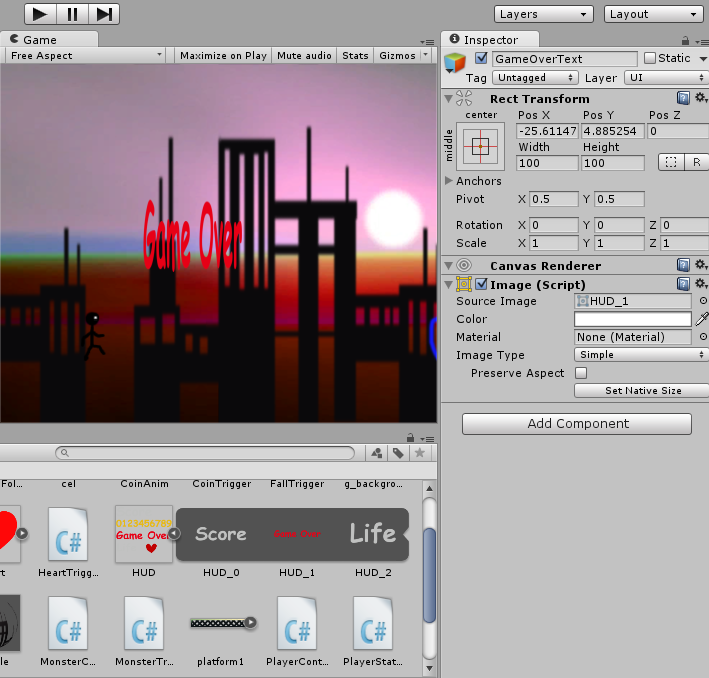 Layers
Layout
Game
Free Aspect
Maximize on Play
Mute audio
Stats
Gizmos
Game Over
Fol...
cel
CoinAnim
CoinTrigger
FallTrigger
g_backgro...
0123456789
Game Over
Score
Game Over
Life
rt
HeartTrigg...
HUD
HUD_0
HUD_1
HUD_2
C#
C#
C#
C#
C#
le
MonsterC...
MonsterTr...
platform1
PlayerCont...
PlayerStat...
Inspector
GameOverText
Static
Tag
Untagged
Layer
UI
Rect Transform
center
Pos X
Pos Y
Pos Z
middle
-25.61147
4.885254
0
Width
Height
100
100
R
Anchors
Pivot
X 0.5
Y 0.5
Rotation
X 0
Y 0
Z 0
Scale
X 1
Y 1
Z 1
Canvas Renderer
Image (Script)
Source Image
HUD_1
Color
Material
None (Material)
Image Type
Simple
Preserve Aspect
Set Native Size
Add Component